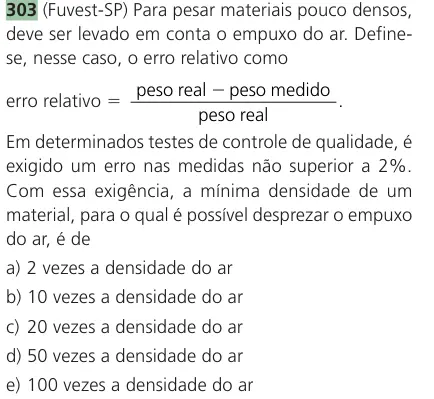 303 (Fuvest-SP) Para pesar materiais pouco densos,
deve ser levado em conta o empuxo do ar. Define-
se, nesse caso, o erro relativo como
erro relativo = peso real − peso medido / peso real .
Em determinados testes de controle de qualidade, é
exigido um erro nas medidas não superior a 2%.
Com essa exigência, a mínima densidade de um
material, para o qual é possível desprezar o empuxo
do ar, é de
a) 2 vezes a densidade do ar
b) 10 vezes a densidade do ar
c) 20 vezes a densidade do ar
d) 50 vezes a densidade do ar
e) 100 vezes a densidade do ar